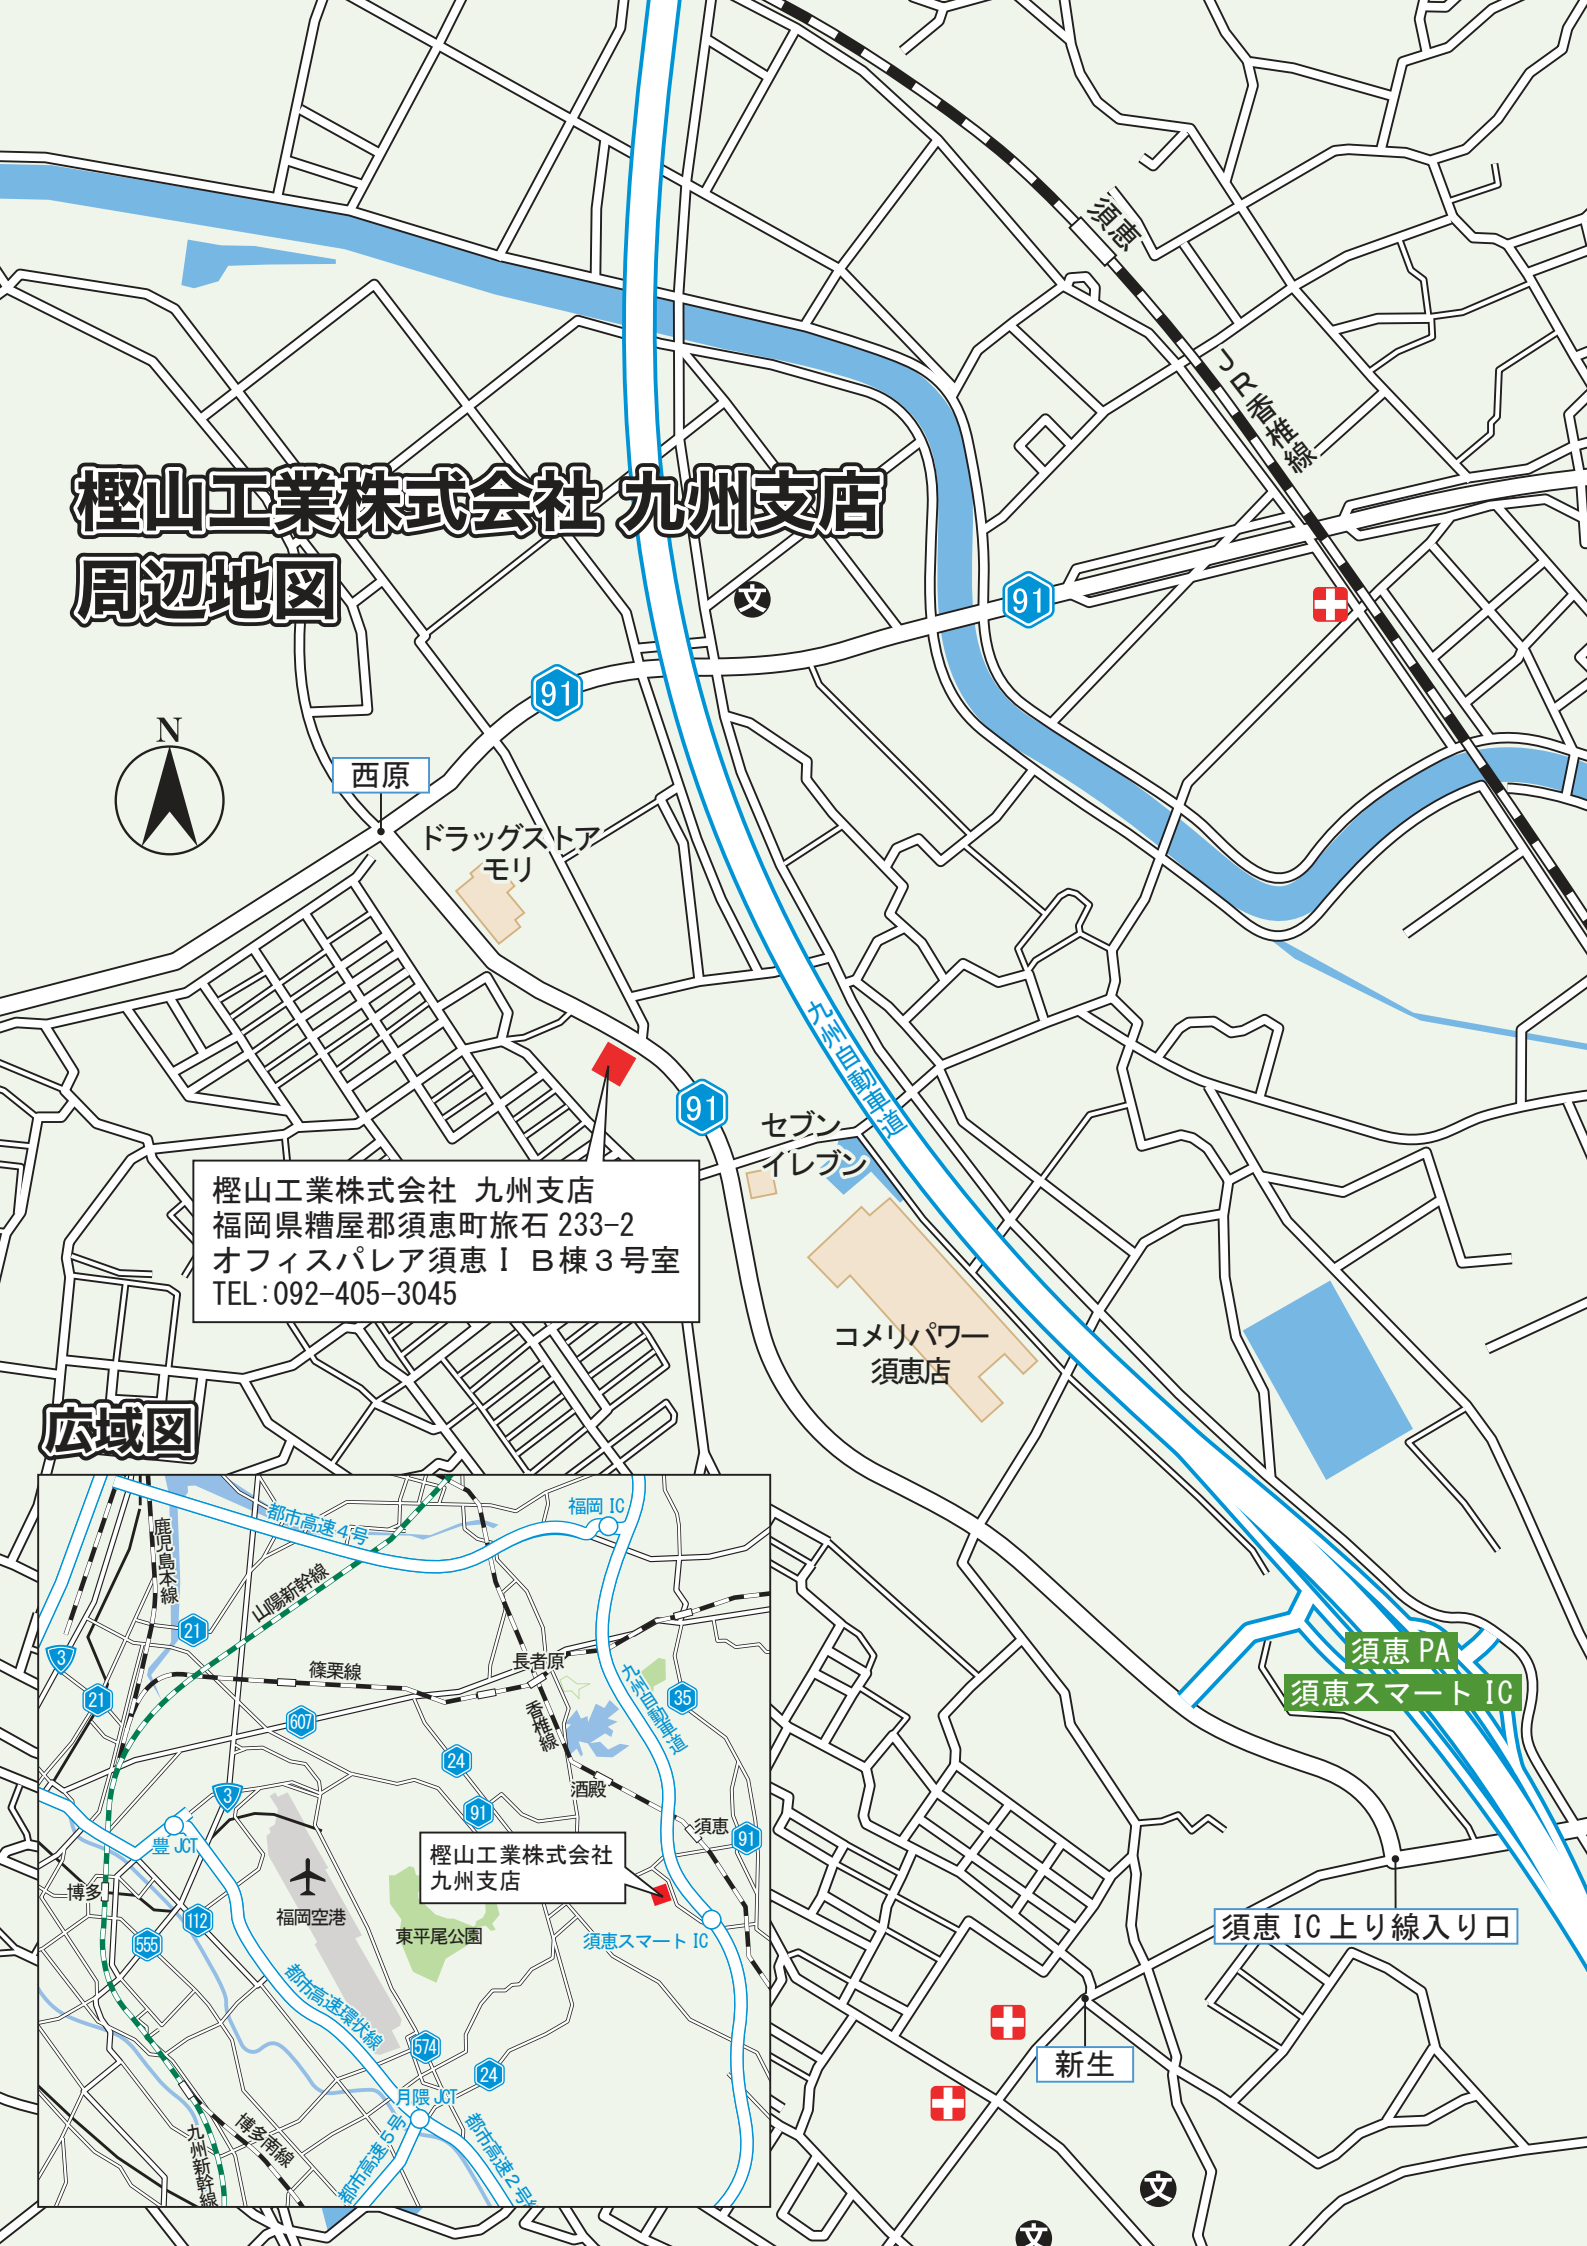 須恵
JR香椎線
樫山工業株式会社 九州支店
周辺地図
文
91
91
N
西原
ドラッグストア
モリ
九州自動車道
91
セブン
イレブン
樫山工業株式会社 九州支店
福岡県糟屋郡須恵町旅石 233-2
オフィスパレア須恵 I B棟３号室
TEL:092-405-3045
コメリパワー
須恵店
広域図
都市高速４号
福岡 IC
鹿児島本線
山陽新幹線
21
3
篠栗線
長者原
九州自動車道
21
35
607
香椎線
24
酒殿
3
91
須恵
91
豊 JCT
樫山工業株式会社
九州支店
博多
112
福岡空港
東平尾公園
須恵スマート IC
555
都市高速環状線
574
24
月隈 JCT
博多南線
都市高速５号
都市高速２号線
九州新幹線
須恵 PA
須恵スマート IC
須恵 IC 上り線入り口
新生
文
文